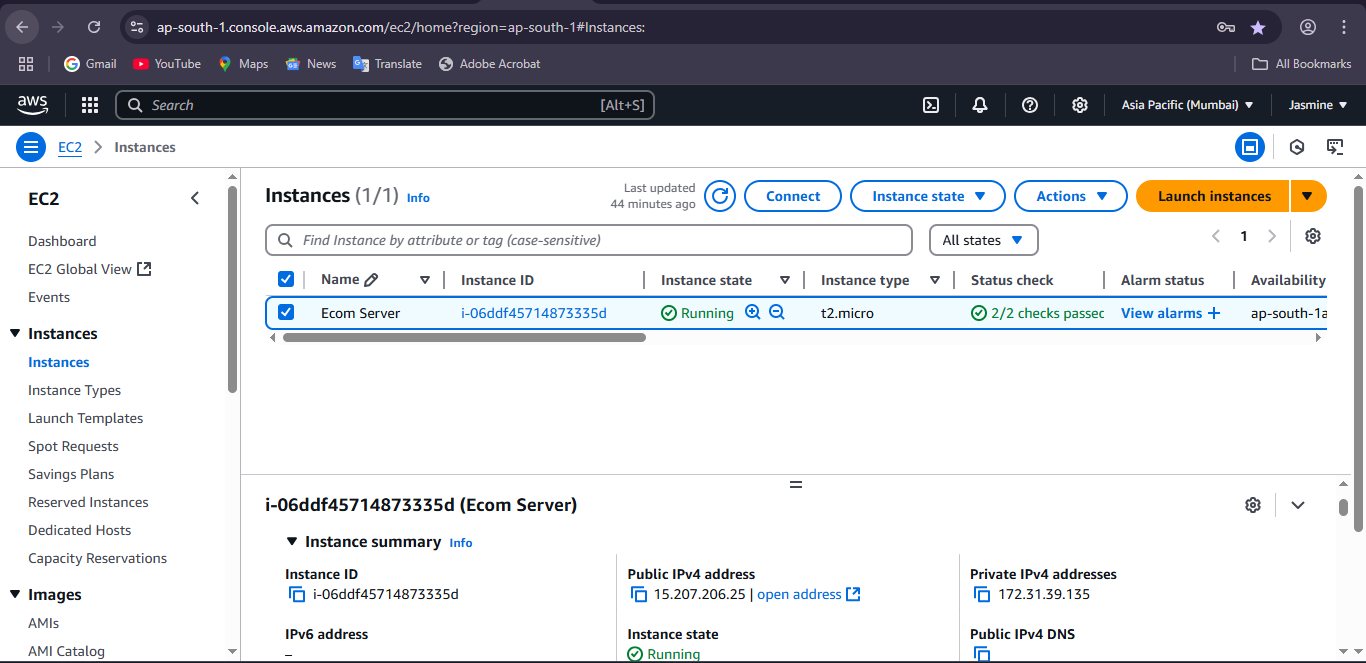 ap-south-1.console.aws.amazon.com/ec2/home?region=ap-south-1#Instances:
Gmail YouTube Maps News Translate Adobe Acrobat All Bookmarks
aws Search [Alt+S] Asia Pacific (Mumbai) Jasmine
EC2 Instances
EC2
Dashboard
EC2 Global View
Events
Instances
Instances
Instance Types
Launch Templates
Spot Requests
Savings Plans
Reserved Instances
Dedicated Hosts
Capacity Reservations
Images
AMIs
AMI Catalog
Instances (1/1) Info
Last updated
44 minutes ago
Connect Instance state Actions Launch instances
Find Instance by attribute or tag (case-sensitive) All states 1
Name Instance ID Instance state Instance type Status check Alarm status Availability
Ecom Server i-06ddf45714873335d Running t2.micro 2/2 checks passec View alarms + ap-south-1a
i-06ddf45714873335d (Ecom Server)
Instance summary Info
Instance ID Public IPv4 address Private IPv4 addresses
i-06ddf45714873335d 15.207.206.25 | open address 172.31.39.135
IPv6 address Instance state Public IPv4 DNS
– Running